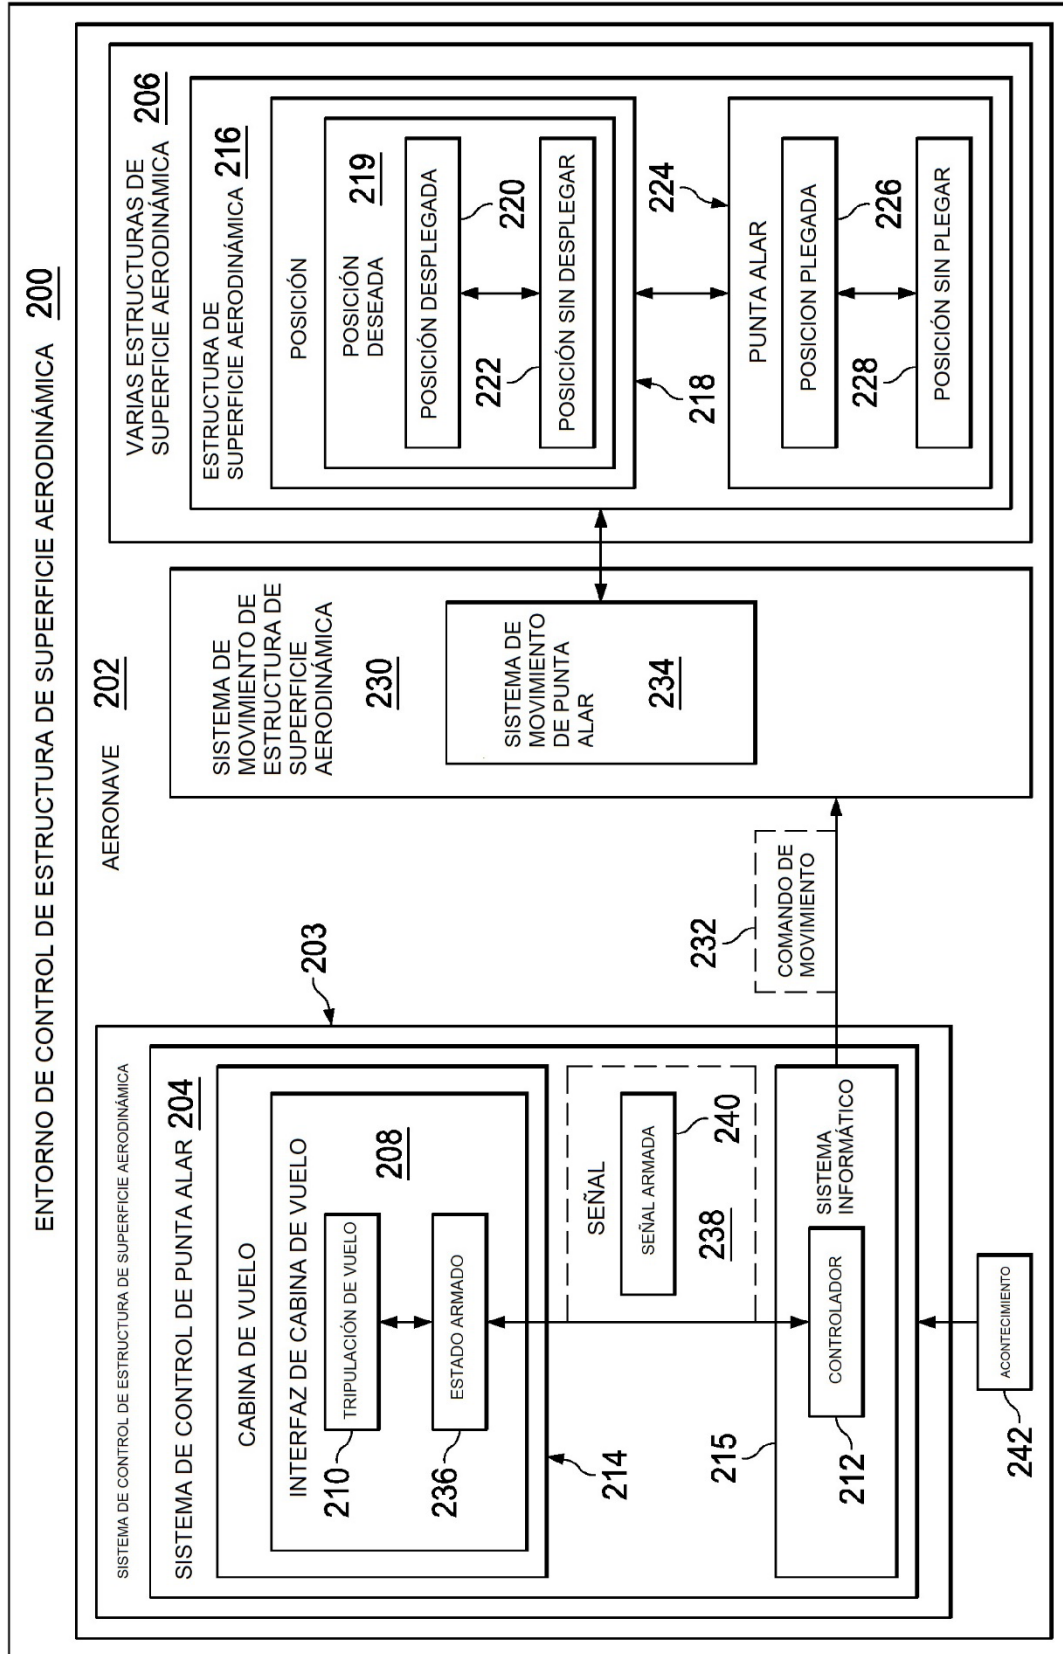 ENTORNO DE CONTROL DE ESTRUCTURA DE SUPERFICIE AERODINÁMICA 200
AERONAVE 202
SISTEMA DE CONTROL DE ESTRUCTURA DE SUPERFICIE AERODINÁMICA
203
SISTEMA DE CONTROL DE PUNTA ALAR 204
CABINA DE VUELO
INTERFAZ DE CABINA DE VUELO
208
TRIPULACIÓN DE VUELO
210
ESTADO ARMADO
236
214
SEÑAL
SEÑAL ARMADA
240
238
215
SISTEMA
INFORMÁTICO
CONTROLADOR
212
ACONTECIMIENTO
242
232
COMANDO DE
MOVIMIENTO
SISTEMA DE
MOVIMIENTO DE
ESTRUCTURA DE
SUPERFICIE
AERODINÁMICA
230
SISTEMA DE
MOVIMIENTO
DE PUNTA
ALAR
234
VARIAS ESTRUCTURAS DE
SUPERFICIE AERODINÁMICA 206
ESTRUCTURA DE
SUPERFICIE AERODINÁMICA 216
POSICIÓN
POSICIÓN
DESEADA 219
POSICIÓN DESPLEGADA
220
222
POSICIÓN SIN DESPLEGAR
218
224
PUNTA ALAR
POSICION PLEGADA
226
228
POSICIÓN SIN PLEGAR